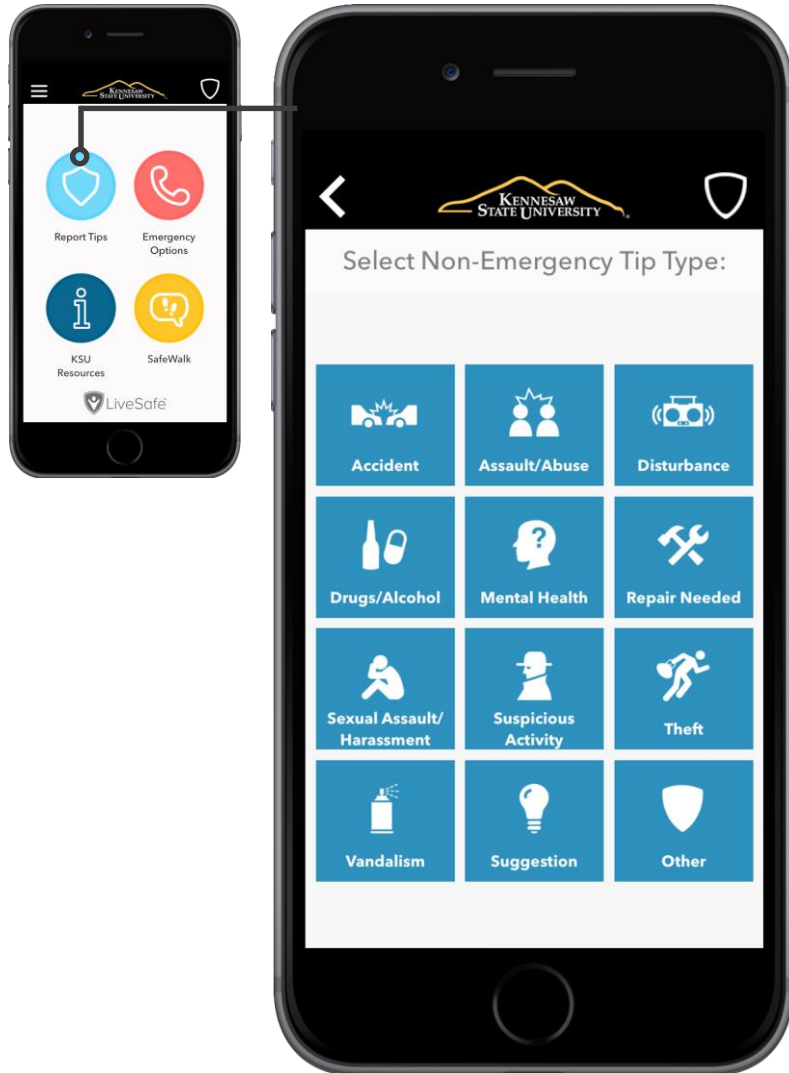 KENNESAW
STATE UNIVERSITY
Report Tips
Emergency
Options
KSU
Resources
SafeWalk
LiveSafe
KENNESAW
STATE UNIVERSITY
Select Non-Emergency Tip Type:
Accident
Assault/Abuse
Disturbance
Drugs/Alcohol
?
Mental Health
Repair Needed
Sexual Assault/
Harassment
Suspicious
Activity
Theft
Vandalism
Suggestion
Other